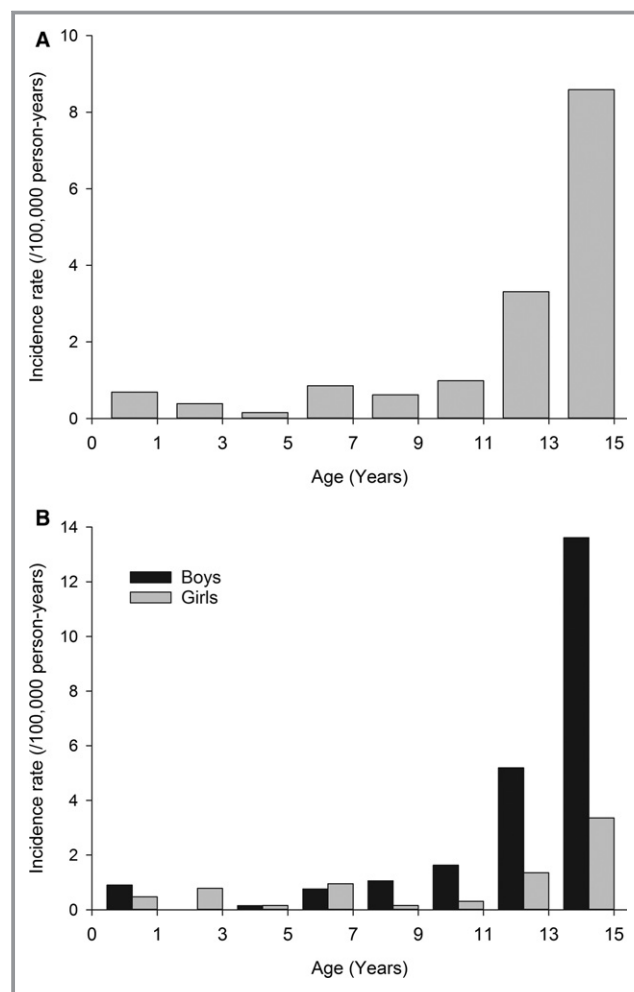 A
Incidence rate (/100,000 person-years)
10
8
6
4
2
0
0 1 3 5 7 9 11 13 15
Age (Years)
B
Incidence rate (/100,000 person-years)
14
12
10
8
6
4
2
0
Boys
Girls
0 1 3 5 7 9 11 13 15
Age (Years)